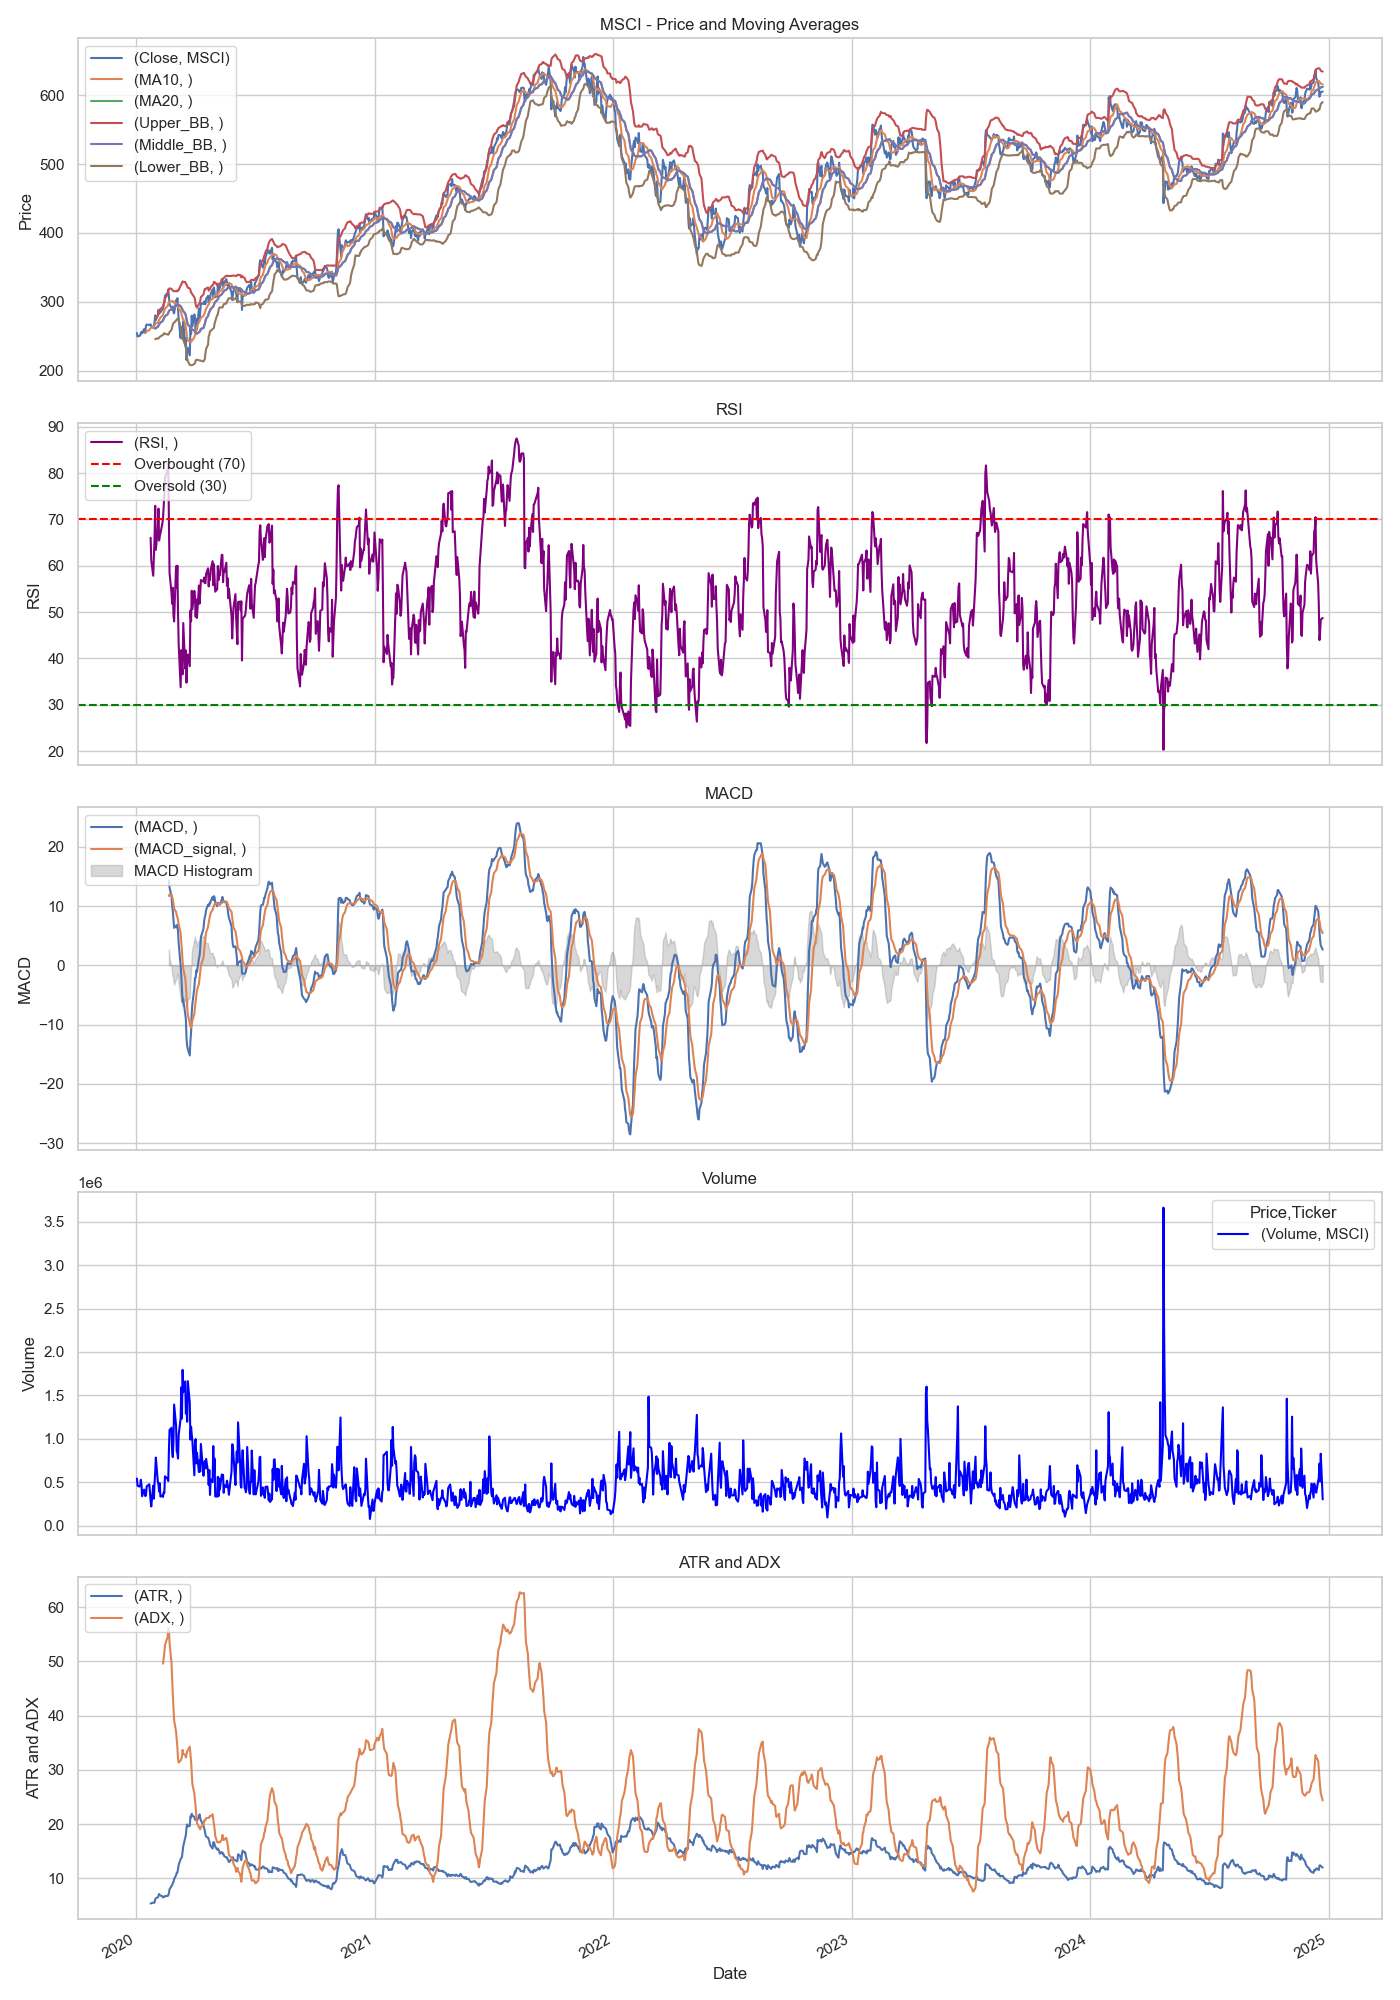 MSCI - Price and Moving Averages
(Close, MSCI)
(MA10, )
(MA20, )
(Upper_BB, )
(Middle_BB, )
(Lower_BB, )
Price
600
500
400
300
200
RSI
(RSI, )
Overbought (70)
Oversold (30)
RSI
90
80
70
60
50
40
30
20
MACD
(MACD, )
(MACD_signal, )
MACD Histogram
MACD
20
10
0
−10
−20
−30
Volume
1e6
Price,Ticker
(Volume, MSCI)
Volume
3.5
3.0
2.5
2.0
1.5
1.0
0.5
0.0
ATR and ADX
(ATR, )
(ADX, )
ATR and ADX
60
50
40
30
20
10
2020
2021
2022
2023
2024
2025
Date